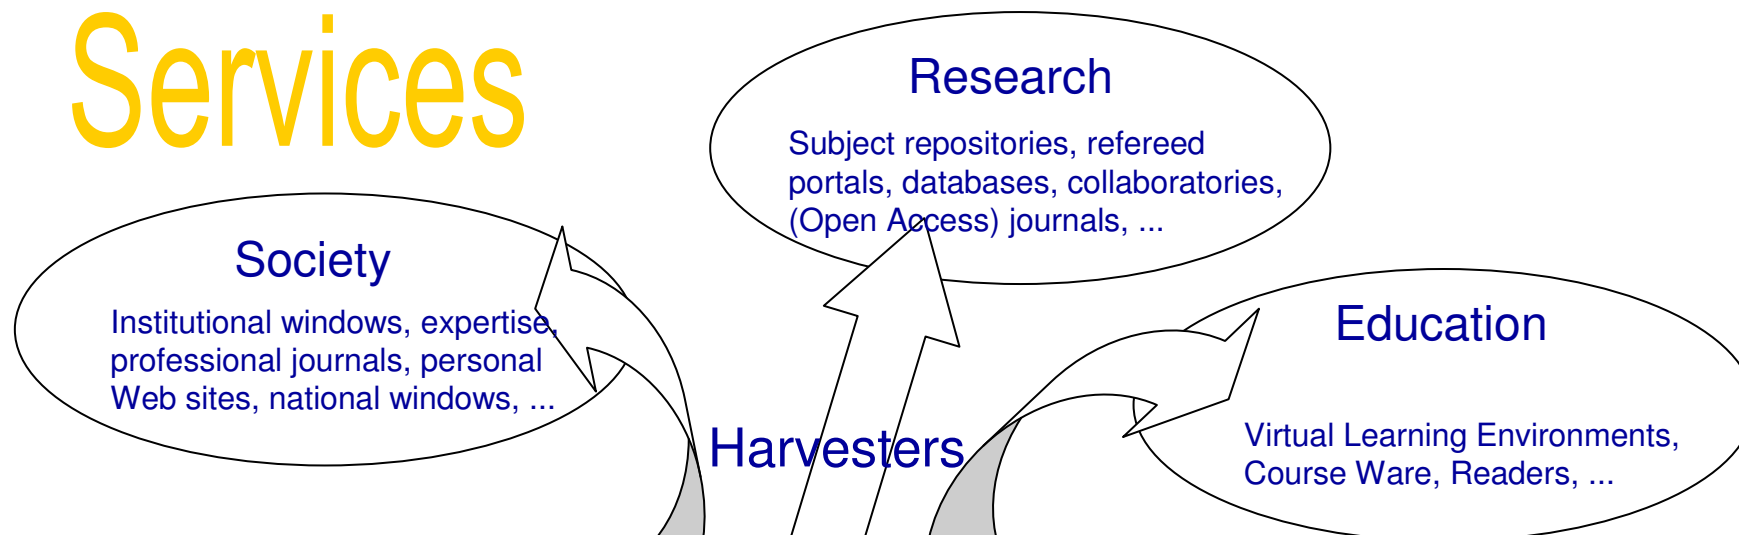 Services
Research
Subject repositories, refereed
portals, databases, collaboratories,
(Open Access) journals, ...
Society
Institutional windows, expertise,
professional journals, personal
Web sites, national windows, ...
Education
Virtual Learning Environments,
Course Ware, Readers, ...
Harvesters